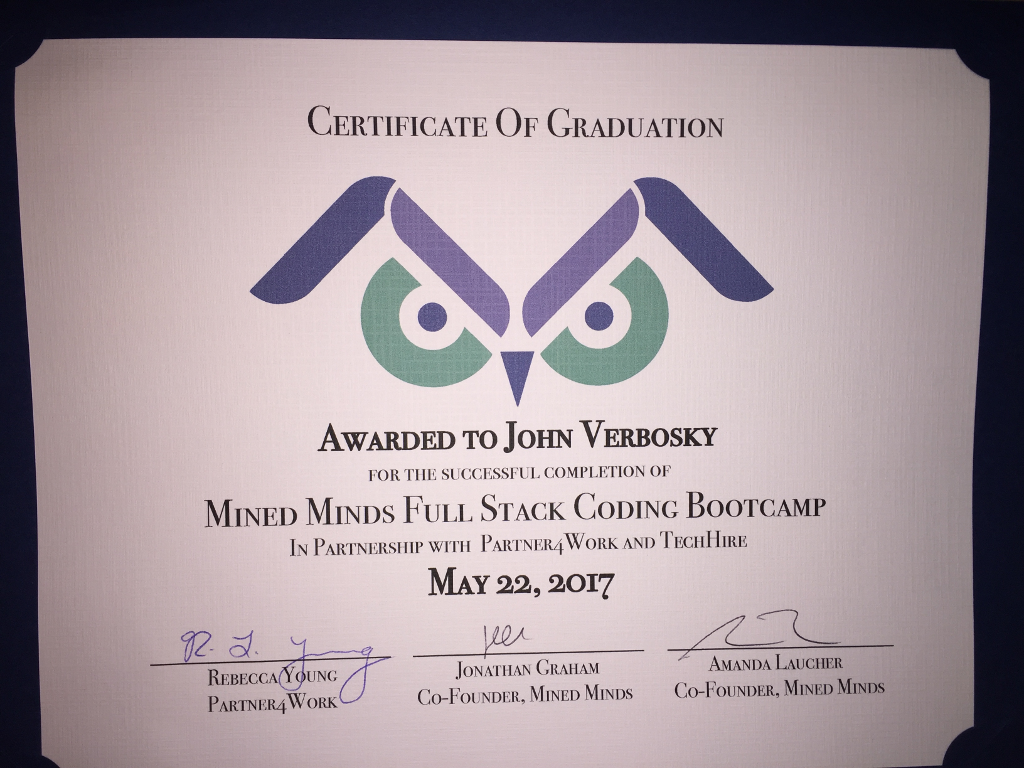 Certificate Of Graduation
Awarded to John Verbosky
for the successful completion of
Mined Minds Full Stack Coding Bootcamp
In Partnership with Partner4Work and TechHire
May 22, 2017
R. L. Young
Rebecca Young
Partner4Work
Jonathan Graham
Co-Founder, Mined Minds
Amanda Laucher
Co-Founder, Mined Minds